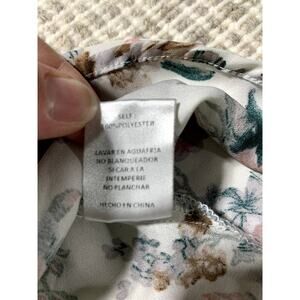 SELF:
100%POLYESTER
LAVAR EN AGUA FRIA
NO BLANQUEADOR
SECAR A LA
INTEMPERIE
NO PLANCHAR
HECHO EN CHINA